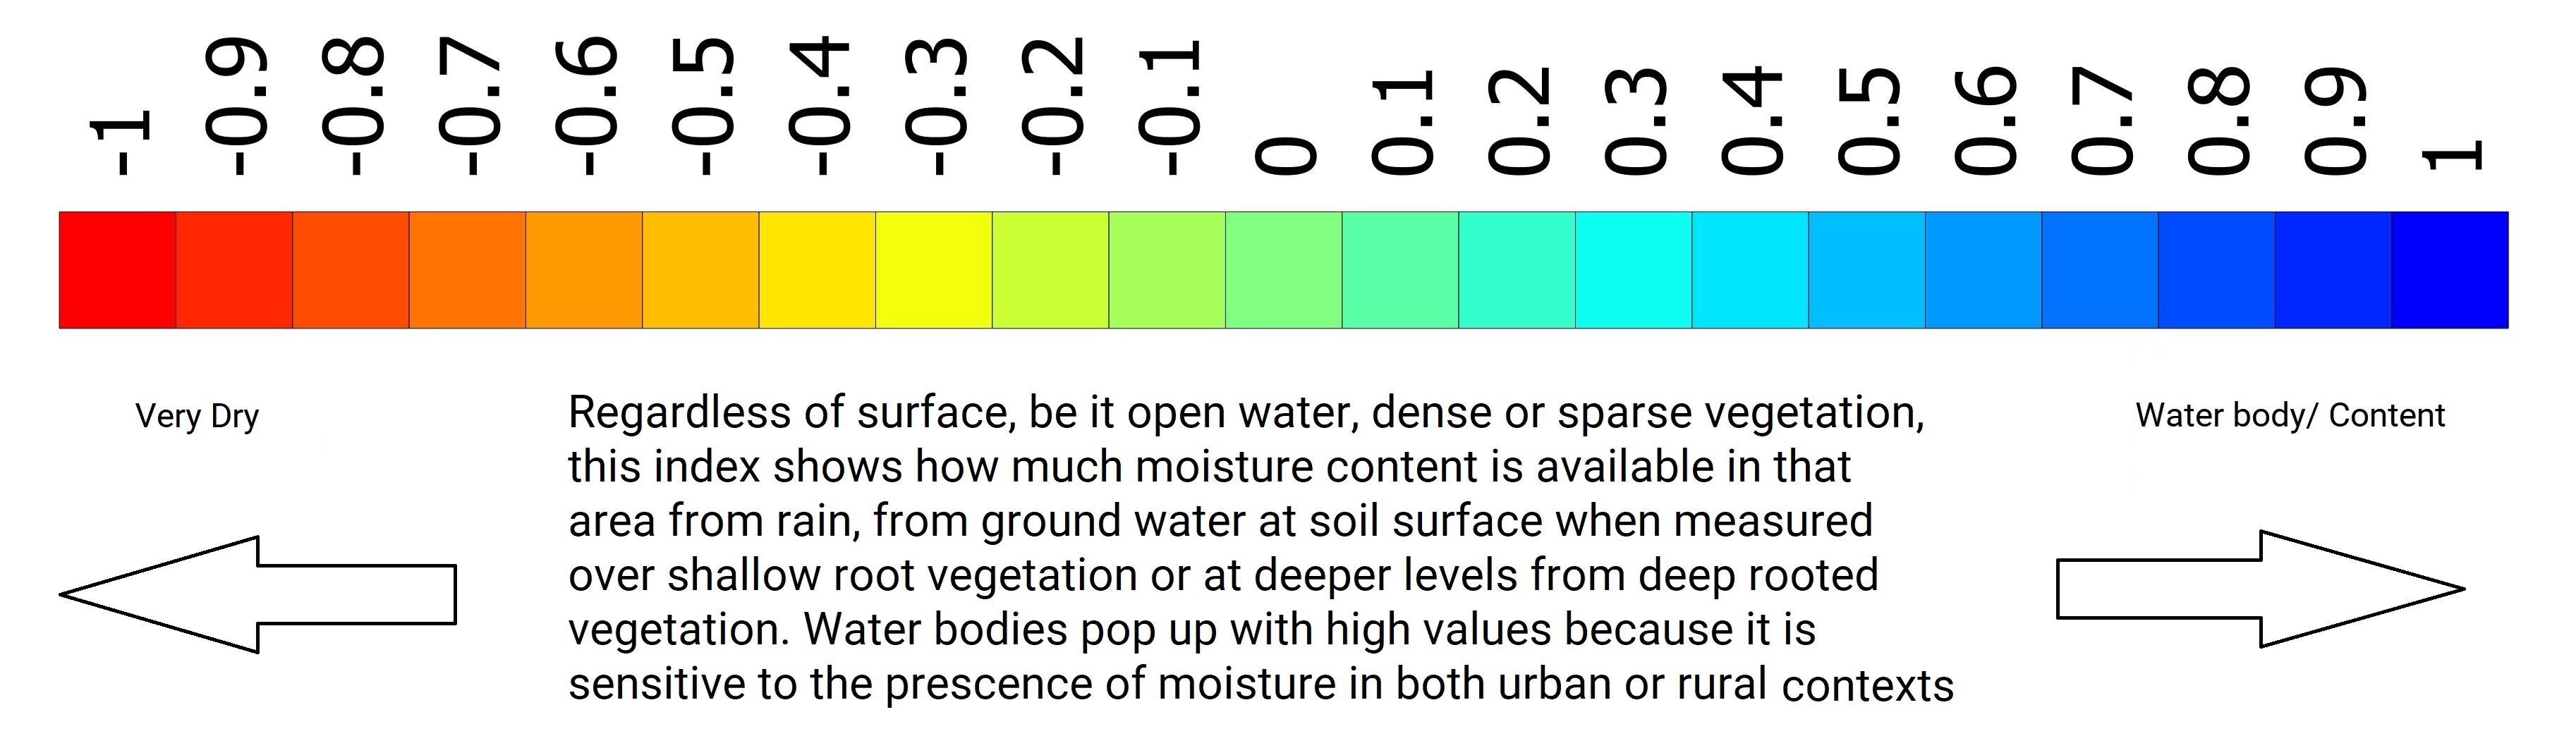 -1 -0.9 -0.8 -0.7 -0.6 -0.5 -0.4 -0.3 -0.2 -0.1 0 0.1 0.2 0.3 0.4 0.5 0.6 0.7 0.8 0.9 1
Very Dry
Regardless of surface, be it open water, dense or sparse vegetation,
this index shows how much moisture content is available in that
area from rain, from ground water at soil surface when measured
over shallow root vegetation or at deeper levels from deep rooted
vegetation. Water bodies pop up with high values because it is
sensitive to the prescence of moisture in both urban or rural contexts
Water body/ Content